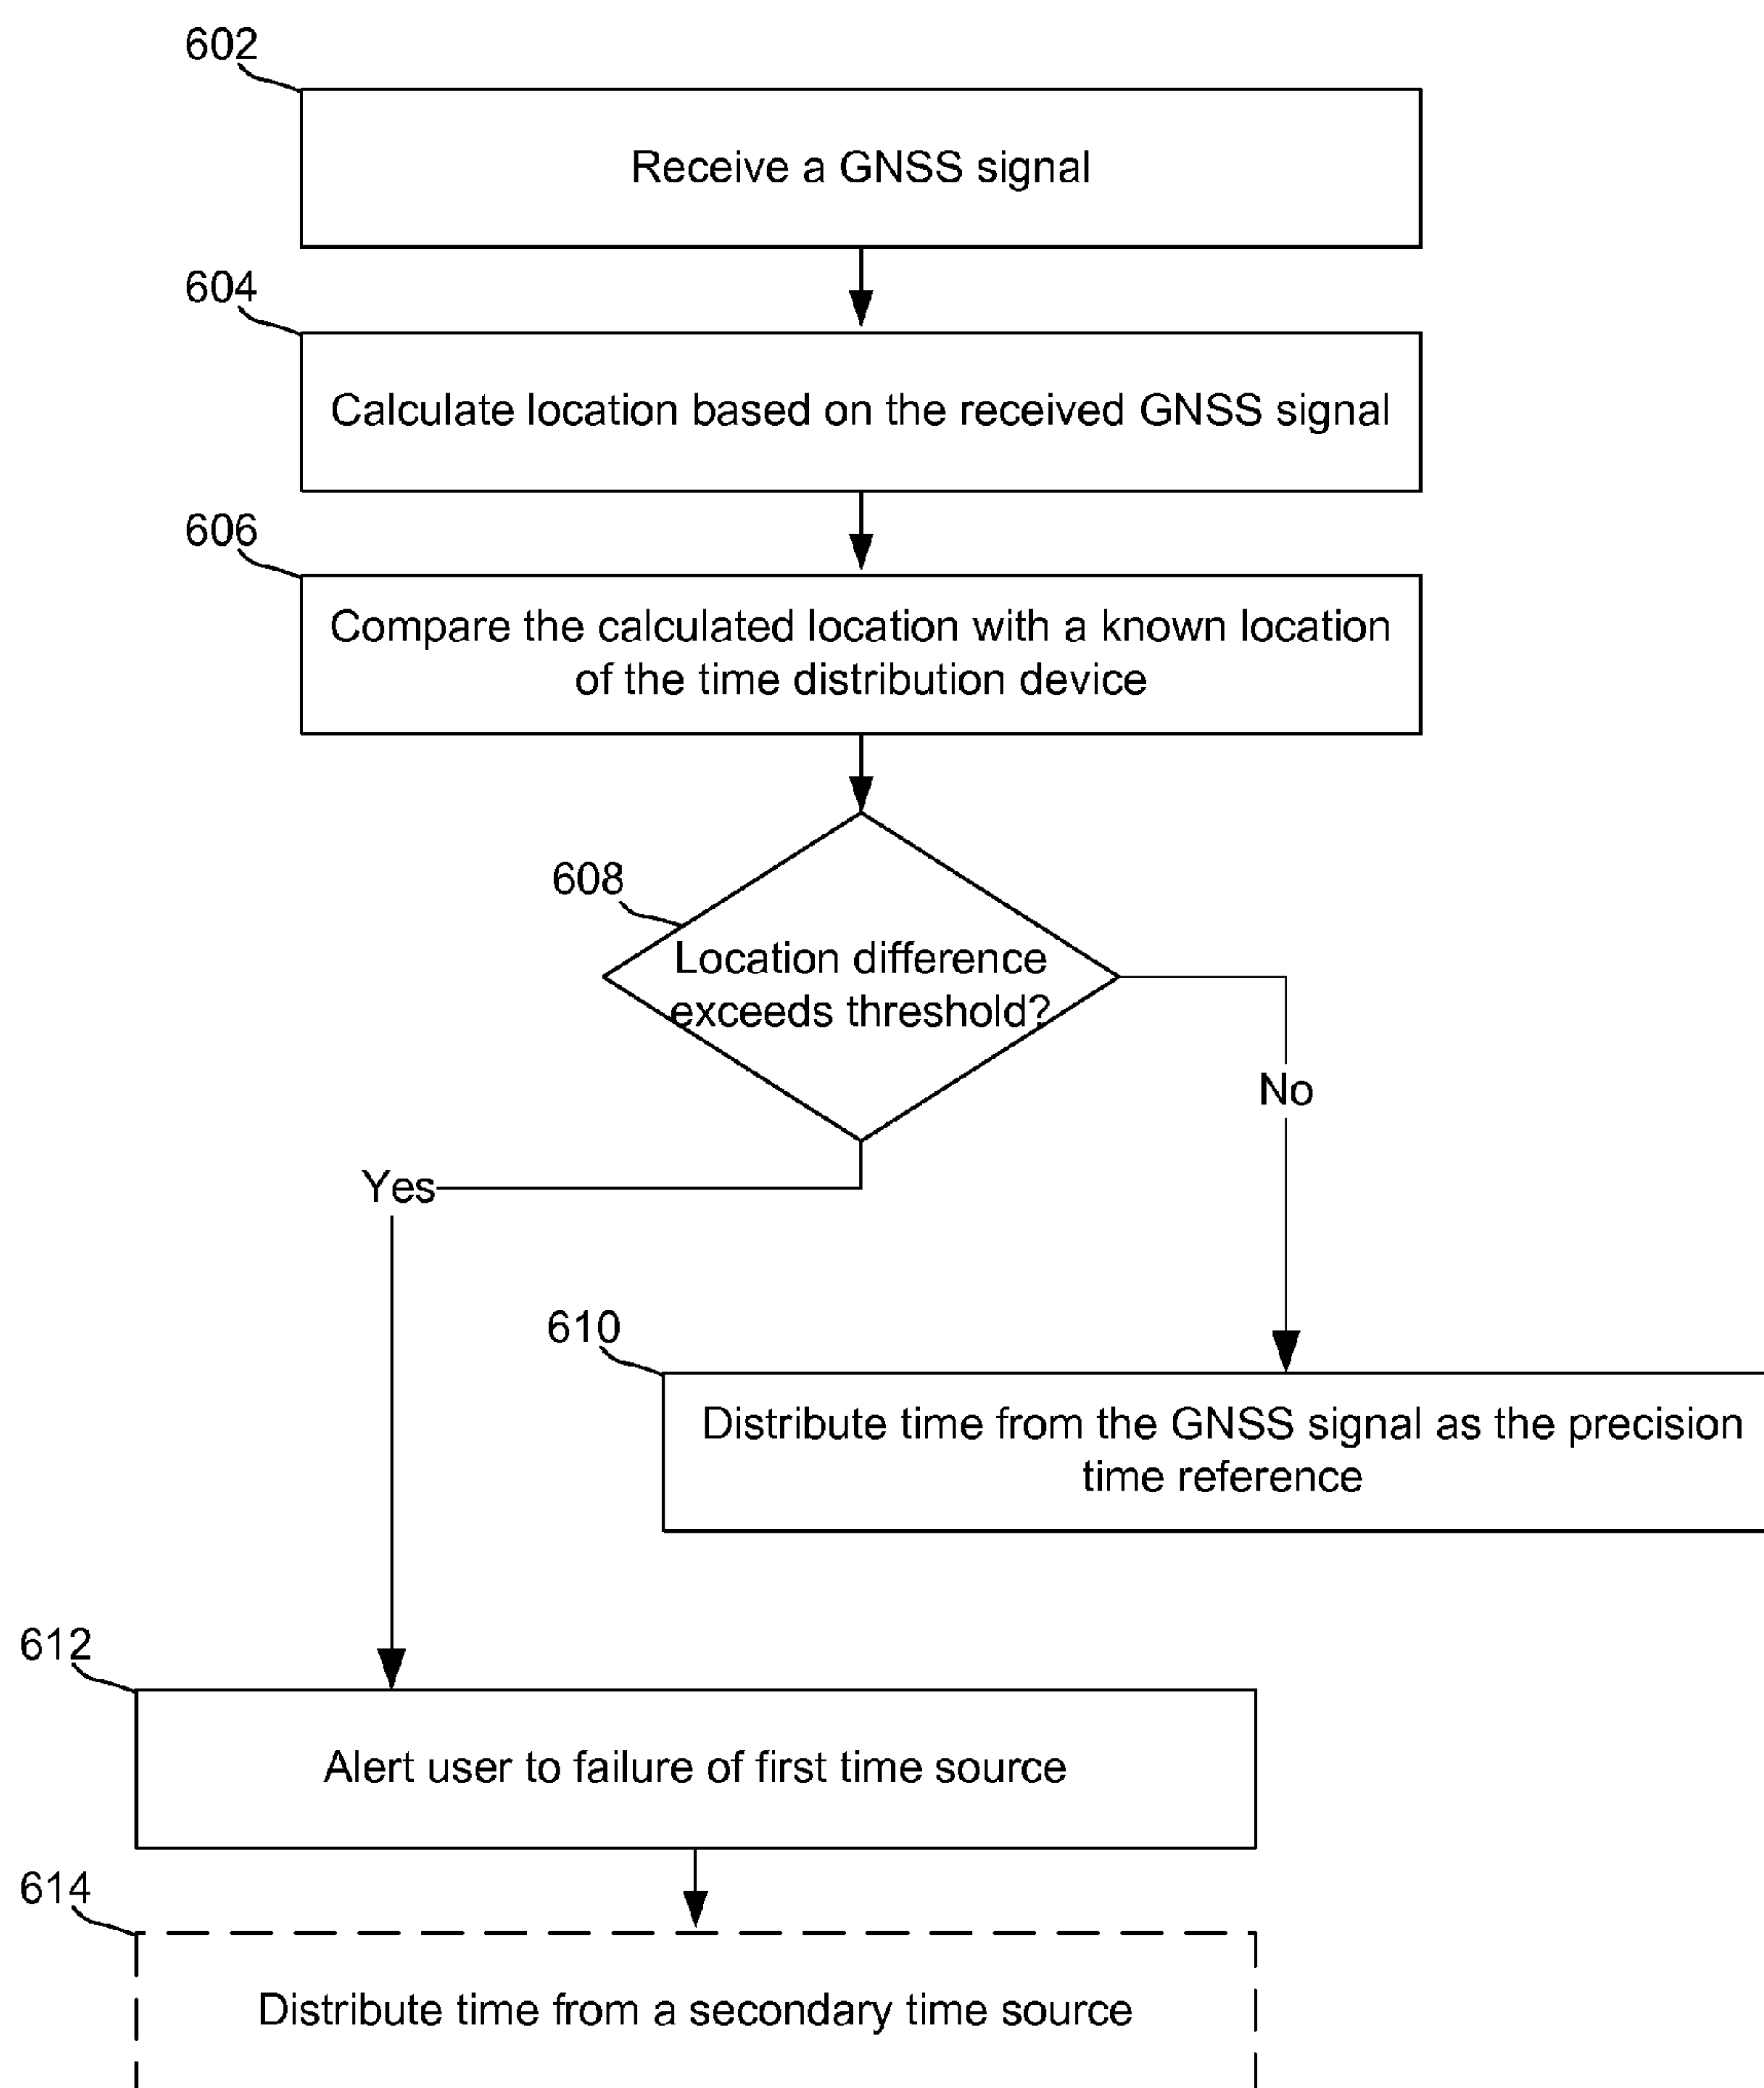 602
Receive a GNSS signal
604
Calculate location based on the received GNSS signal
606
Compare the calculated location with a known location
of the time distribution device
608
Location difference
exceeds threshold?
No
Yes
610
Distribute time from the GNSS signal as the precision
time reference
612
Alert user to failure of first time source
614
Distribute time from a secondary time source